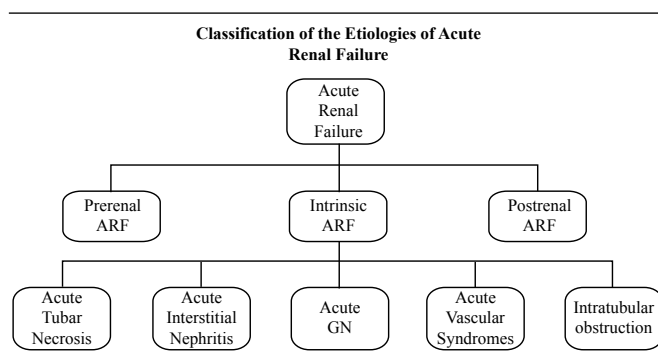 Classification of the Etiologies of Acute
Renal Failure
Acute
Renal
Failure
Prerenal
ARF
Intrinsic
ARF
Postrenal
ARF
Acute
Tubar
Necrosis
Acute
Interstitial
Nephritis
Acute
GN
Acute
Vascular
Syndromes
Intratubular
obstruction